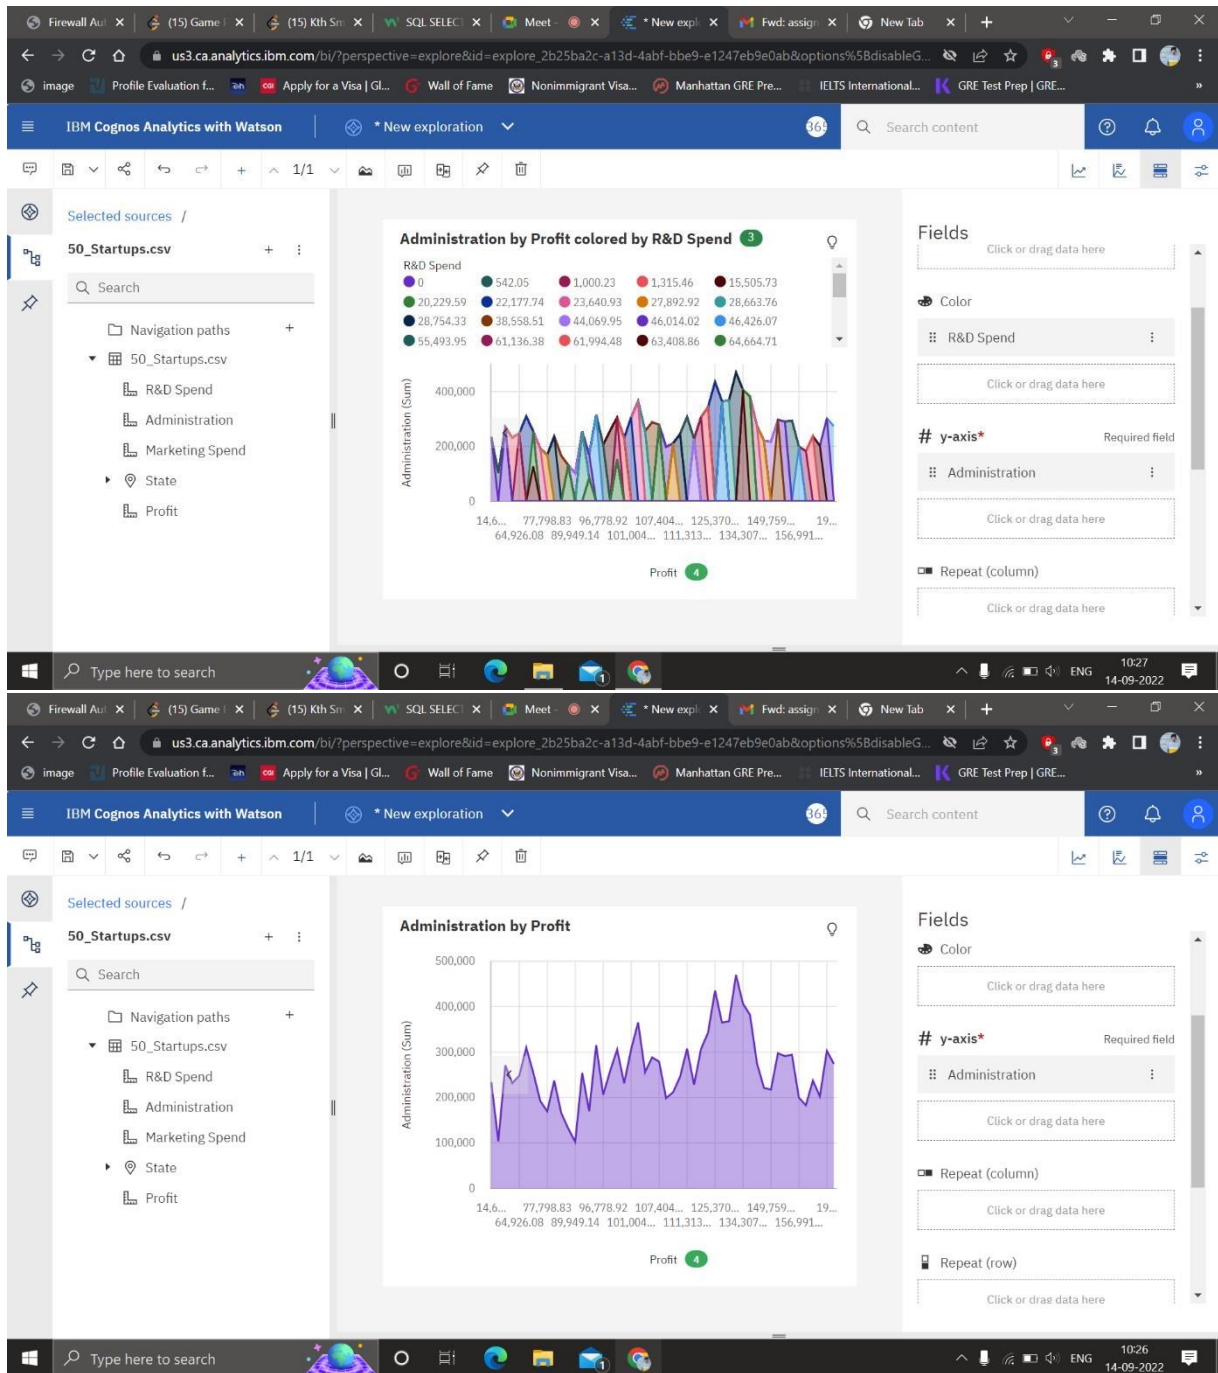 Firewall Aut
(15) Game
(15) Kth Sm
SQL SELECT
Meet -
* New expl
Fwd: assign
New Tab
us3.ca.analytics.ibm.com/bi/?perspective=explore&id=explore_2b25ba2c-a13d-4abf-bbe9-e1247eb9e0ab&options%5BdisableG...
image
Profile Evaluation f...
Apply for a Visa | Gl...
Wall of Fame
Nonimmigrant Visa...
Manhattan GRE Pre...
IELTS International...
GRE Test Prep | GRE...
»
IBM Cognos Analytics with Watson
* New exploration
365
Search content
1/1
Selected sources /
50_Startups.csv
Search
Navigation paths
50_Startups.csv
R&D Spend
Administration
Marketing Spend
State
Profit
Administration by Profit colored by R&D Spend 3
R&D Spend
0 542.05 1,000.23 1,315.46 15,505.73
20,229.59 22,177.74 23,640.93 27,892.92 28,663.76
28,754.33 38,558.51 44,069.95 46,014.02 46,426.07
55,493.95 61,136.38 61,994.48 63,408.86 64,664.71
Administration (Sum)
400,000
200,000
0
14,6... 77,798.83 96,778.92 107,404... 125,370... 149,759... 19...
64,926.08 89,949.14 101,004... 111,313... 134,307... 156,991...
Profit 4
Fields
Click or drag data here
Color
R&D Spend
Click or drag data here
# y-axis* Required field
Administration
Click or drag data here
Repeat (column)
Click or drag data here
Type here to search
1
ENG
10:27
14-09-2022
Firewall Aut
(15) Game
(15) Kth Sm
SQL SELECT
Meet -
* New expl
Fwd: assign
New Tab
us3.ca.analytics.ibm.com/bi/?perspective=explore&id=explore_2b25ba2c-a13d-4abf-bbe9-e1247eb9e0ab&options%5BdisableG...
image
Profile Evaluation f...
Apply for a Visa | Gl...
Wall of Fame
Nonimmigrant Visa...
Manhattan GRE Pre...
IELTS International...
GRE Test Prep | GRE...
»
IBM Cognos Analytics with Watson
* New exploration
365
Search content
1/1
Selected sources /
50_Startups.csv
Search
Navigation paths
50_Startups.csv
R&D Spend
Administration
Marketing Spend
State
Profit
Administration by Profit
Administration (Sum)
500,000
400,000
300,000
200,000
100,000
0
14,6... 77,798.83 96,778.92 107,404... 125,370... 149,759... 19...
64,926.08 89,949.14 101,004... 111,313... 134,307... 156,991...
Profit 4
Fields
Color
Click or drag data here
# y-axis* Required field
Administration
Click or drag data here
Repeat (column)
Click or drag data here
Repeat (row)
Click or drag data here
Type here to search
1
ENG
10:26
14-09-2022